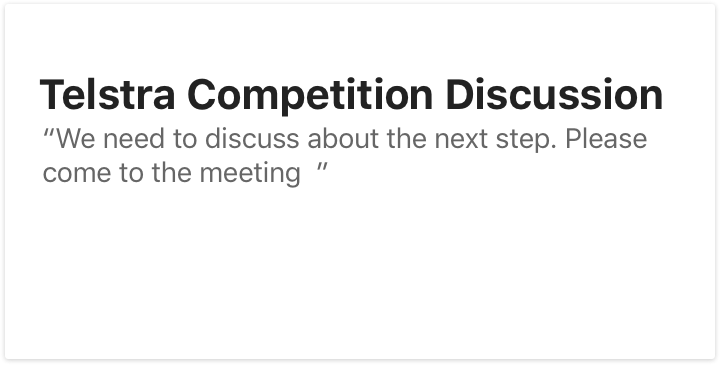 Telstra Competition Discussion
“We need to discuss about the next step. Please
come to the meeting  ”